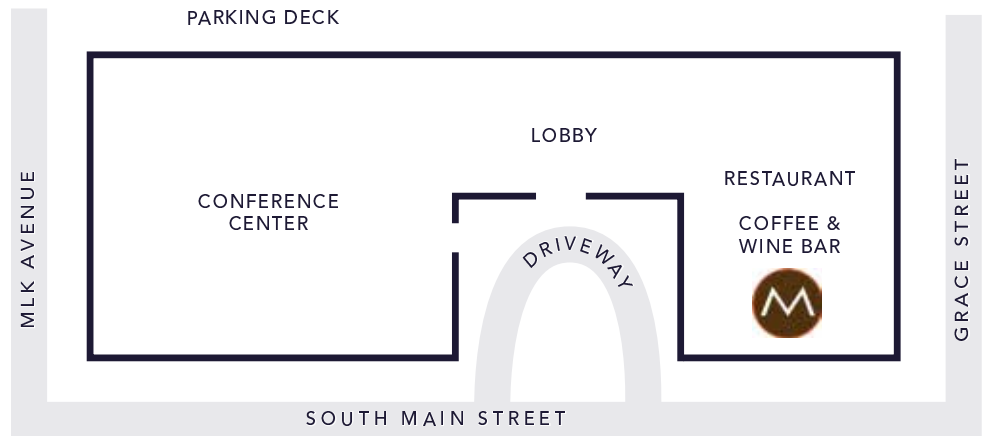 PARKING DECK
LOBBY
RESTAURANT
CONFERENCE
CENTER
COFFEE &
WINE BAR
DRIVEWAY
M
MLK AVENUE
GRACE STREET
SOUTH MAIN STREET